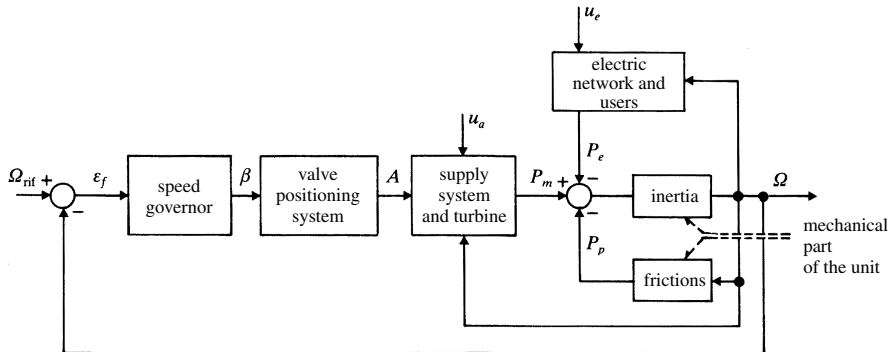 u_e
electric
network and
users
u_a
P_e
Ω_rif + ε_f
speed
governor
β
valve
positioning
system
A
supply
system
and turbine
P_m + −
inertia
Ω
−
−
P_p
frictions
mechanical
part
of the unit